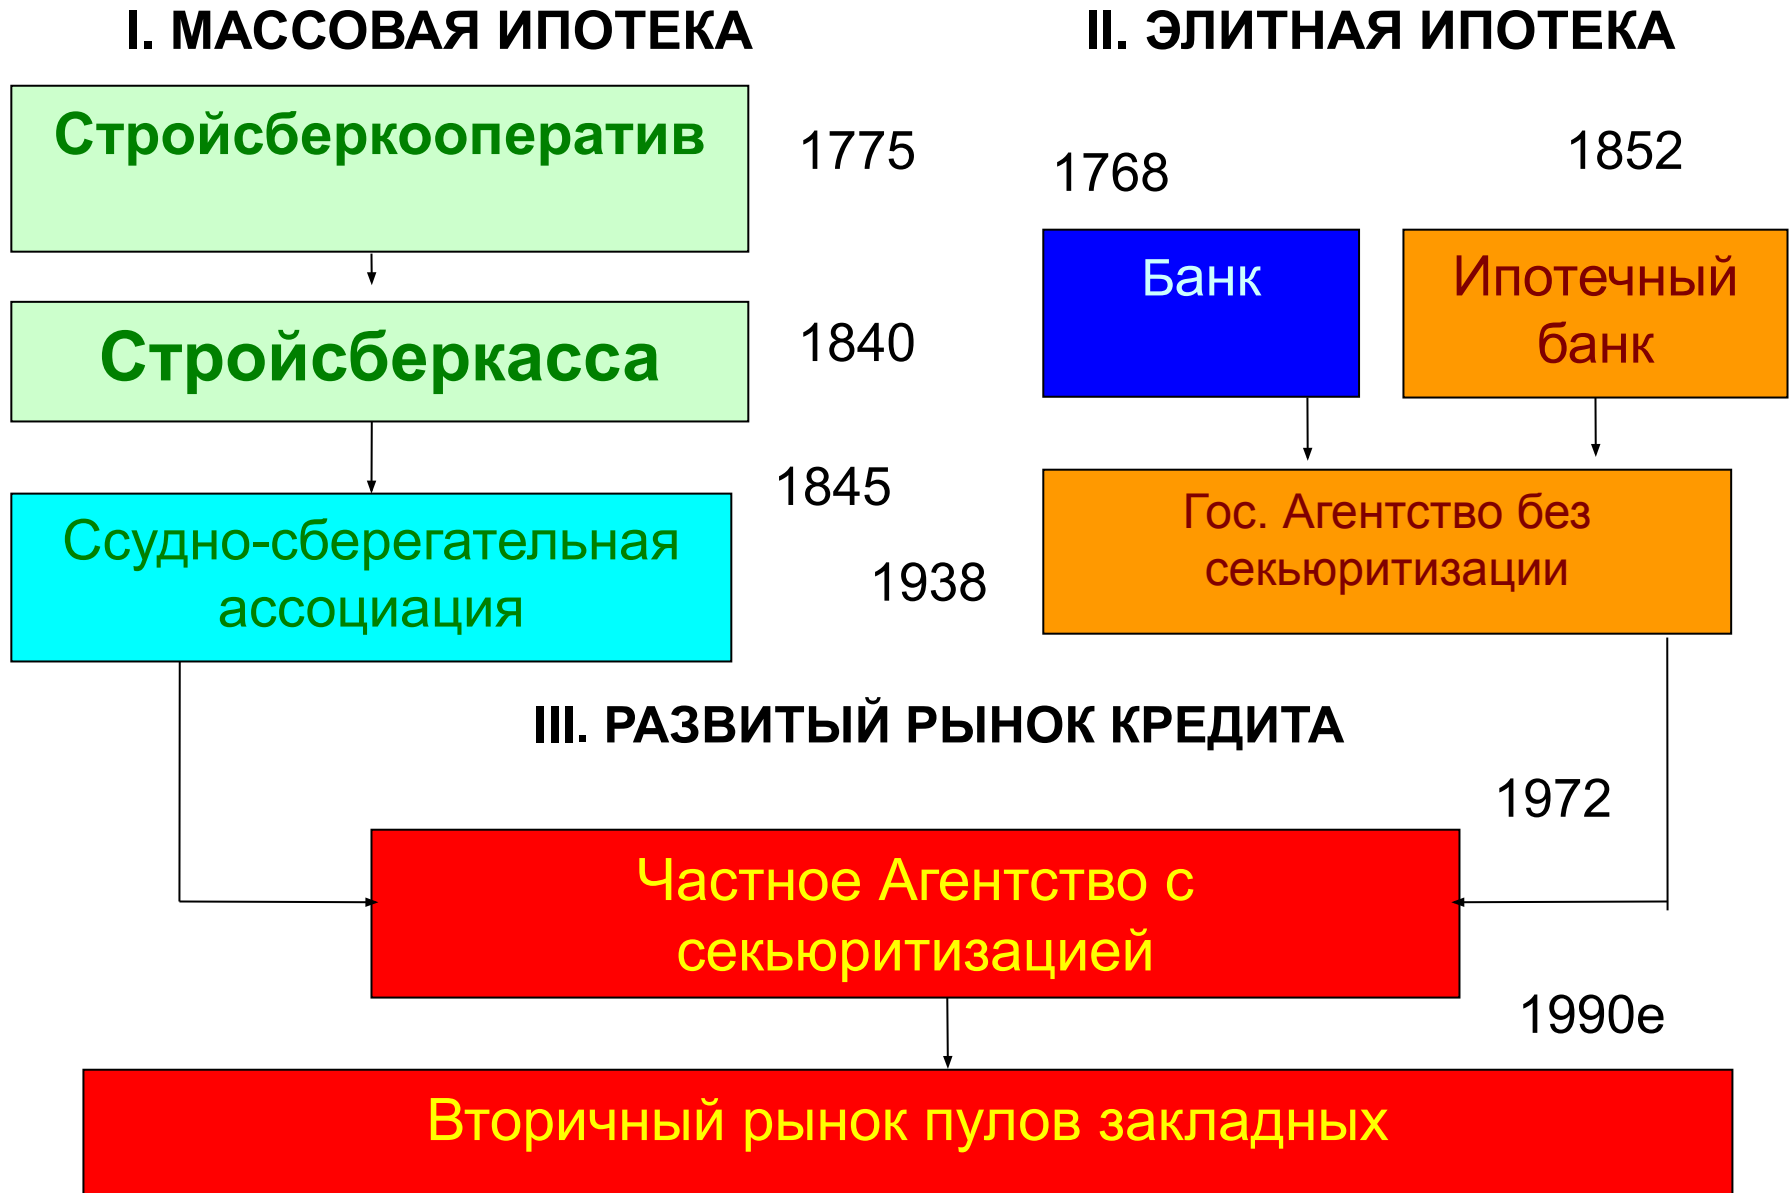 I. МАССОВАЯ ИПОТЕКА
II. ЭЛИТНАЯ ИПОТЕКА
Стройсберкооператив
1775
1768
1852
Банк
Ипотечный
банк
Стройсберкасса
1840
1845
Ссудно-сберегательная
ассоциация
1938
Гос. Агентство без
секьюритизации
III. РАЗВИТЫЙ РЫНОК КРЕДИТА
1972
Частное Агентство с
секьюритизацией
1990е
Вторичный рынок пулов закладных